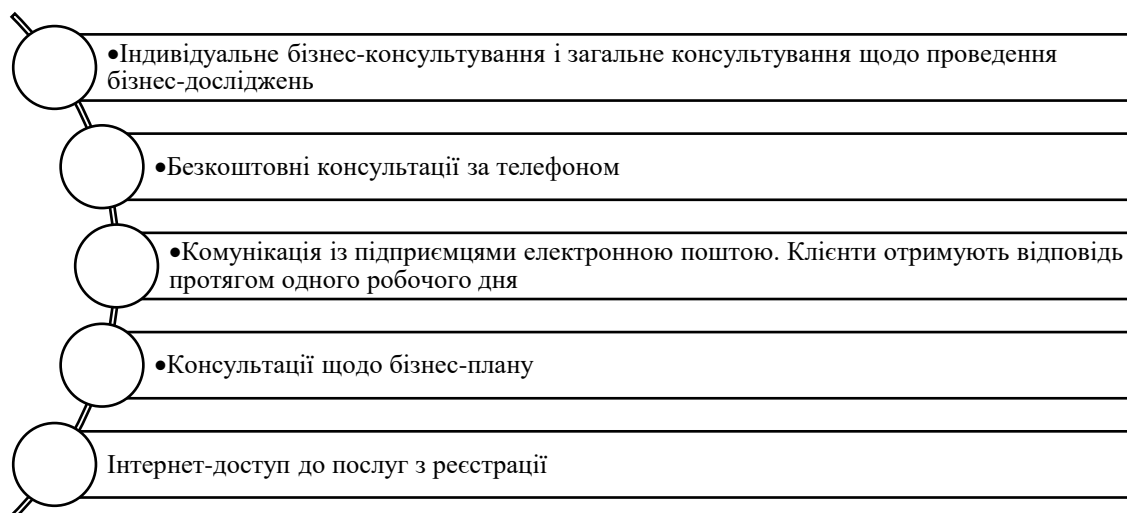 •Індивідуальне бізнес-консультування і загальне консультування щодо проведення
бізнес-досліджень
•Безкоштовні консультації за телефоном
•Комунікація із підприємцями електронною поштою. Клієнти отримують відповідь
протягом одного робочого дня
•Консультації щодо бізнес-плану
Інтернет-доступ до послуг з реєстрації